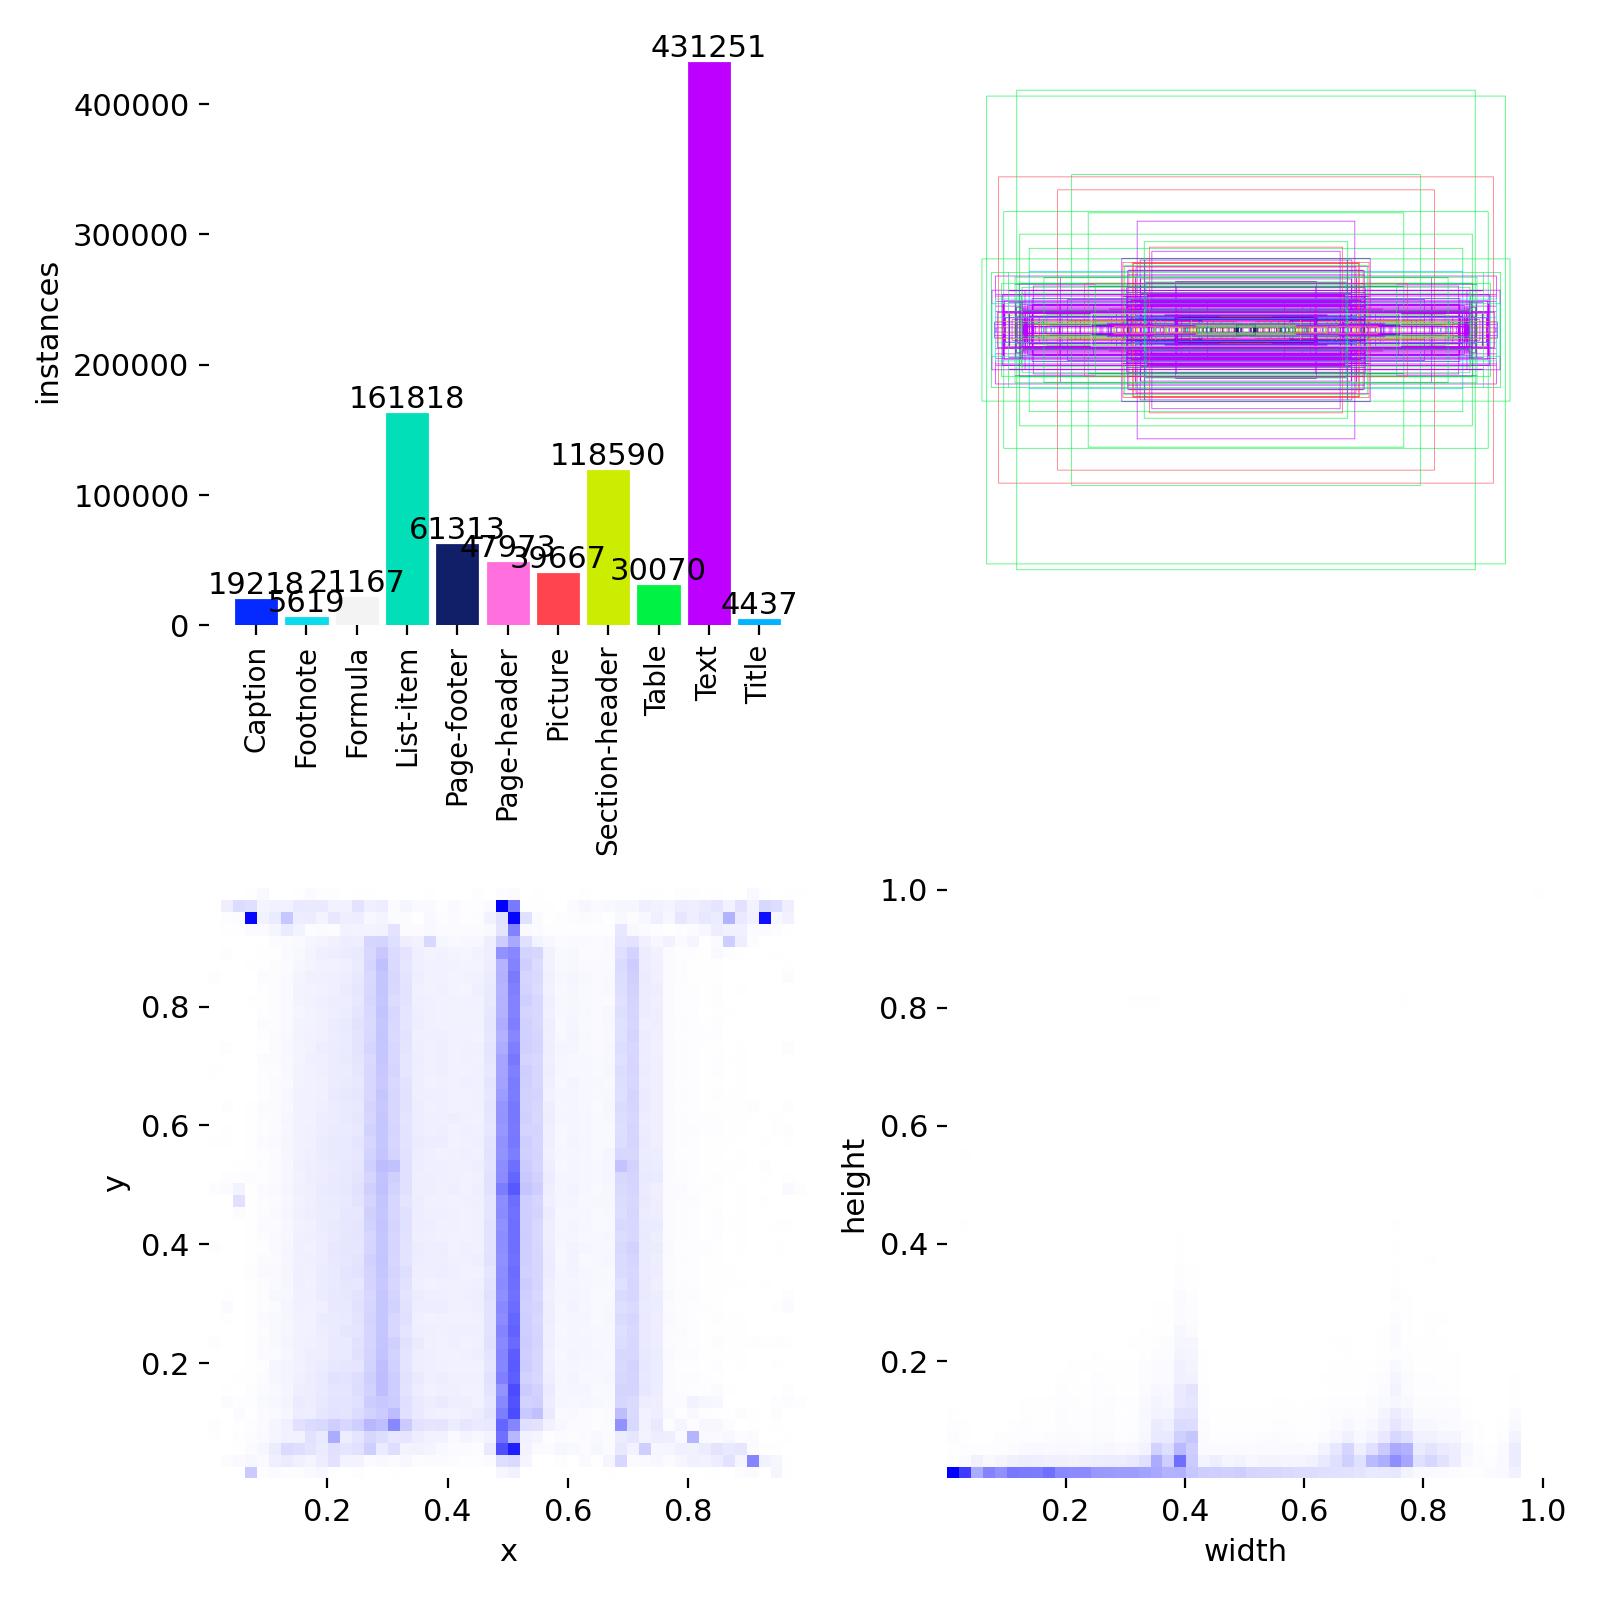 431251
400000
300000
200000
161818
118590
100000
61313
47973
39667
30070
21167
19218
5619
4437
0
instances
Caption
Footnote
Formula
List-item
Page-footer
Page-header
Picture
Section-header
Table
Text
Title
0.8
0.6
0.4
0.2
y
0.2 0.4 0.6 0.8
x
1.0
0.8
0.6
0.4
0.2
height
0.2 0.4 0.6 0.8 1.0
width